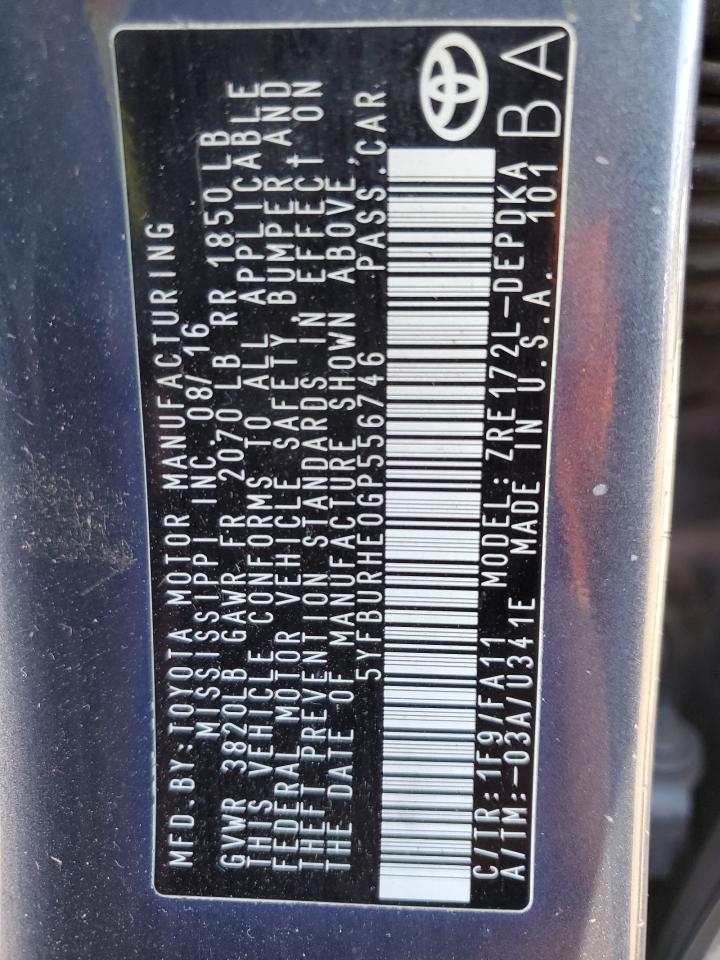 MFD.BY:TOYOTA MOTOR MANUFACTURING
MISSISSIPPI INC 08/16
GVWR 3820LB GAWR FR 2070LB RR 1850LB
THIS VEHICLE CONFORMS TO ALL APPLICABLE
FEDERAL MOTOR VEHICLE SAFETY, BUMPER, AND
THEFT PREVENTION STANDARDS IN EFFECT ON
THE DATE OF MANUFACTURE SHOWN ABOVE.
5YFBURHE0GP556746 PASS.CAR
C/TR:1F9/FA11 MODEL:ZRE172L-DEPDKA
A/TM:-03A/U341E MADE IN U.S.A. 101
BA